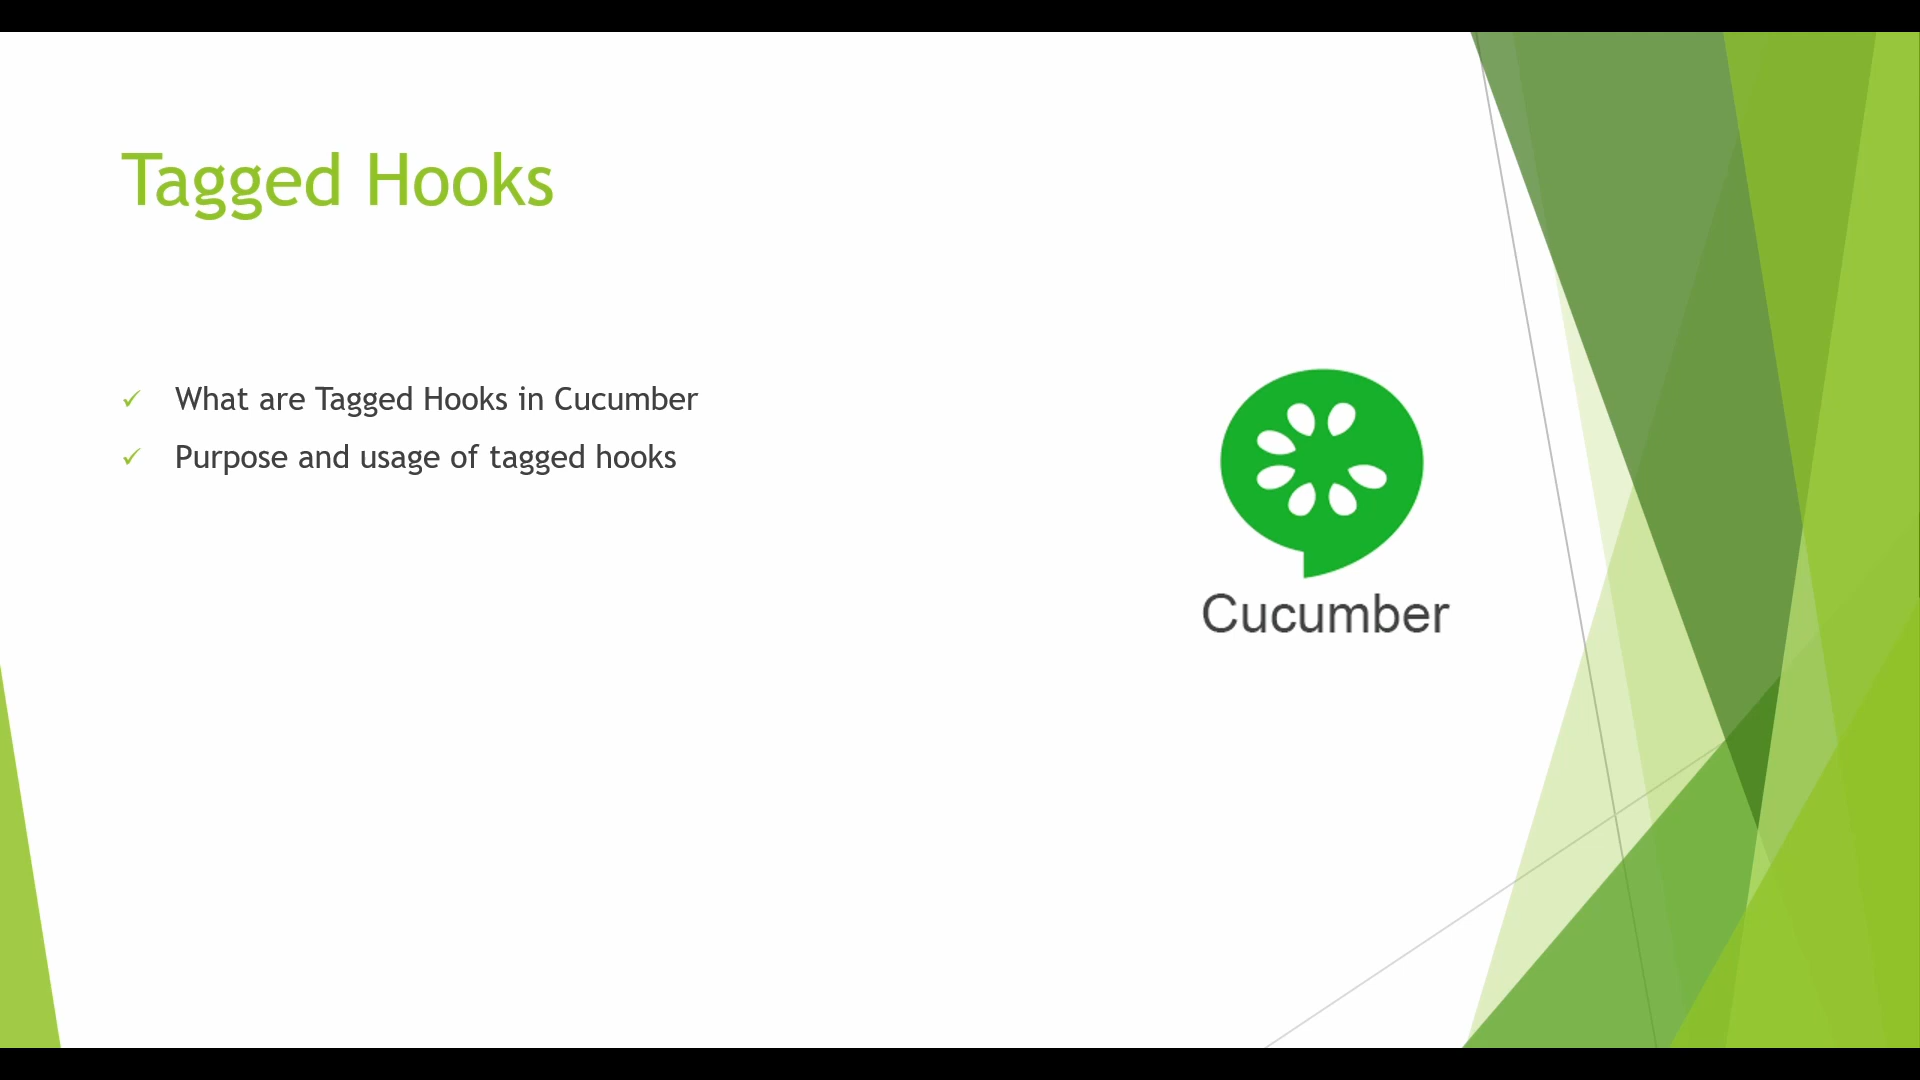 Tagged Hooks
What are Tagged Hooks in Cucumber
Purpose and usage of tagged hooks
Cucumber